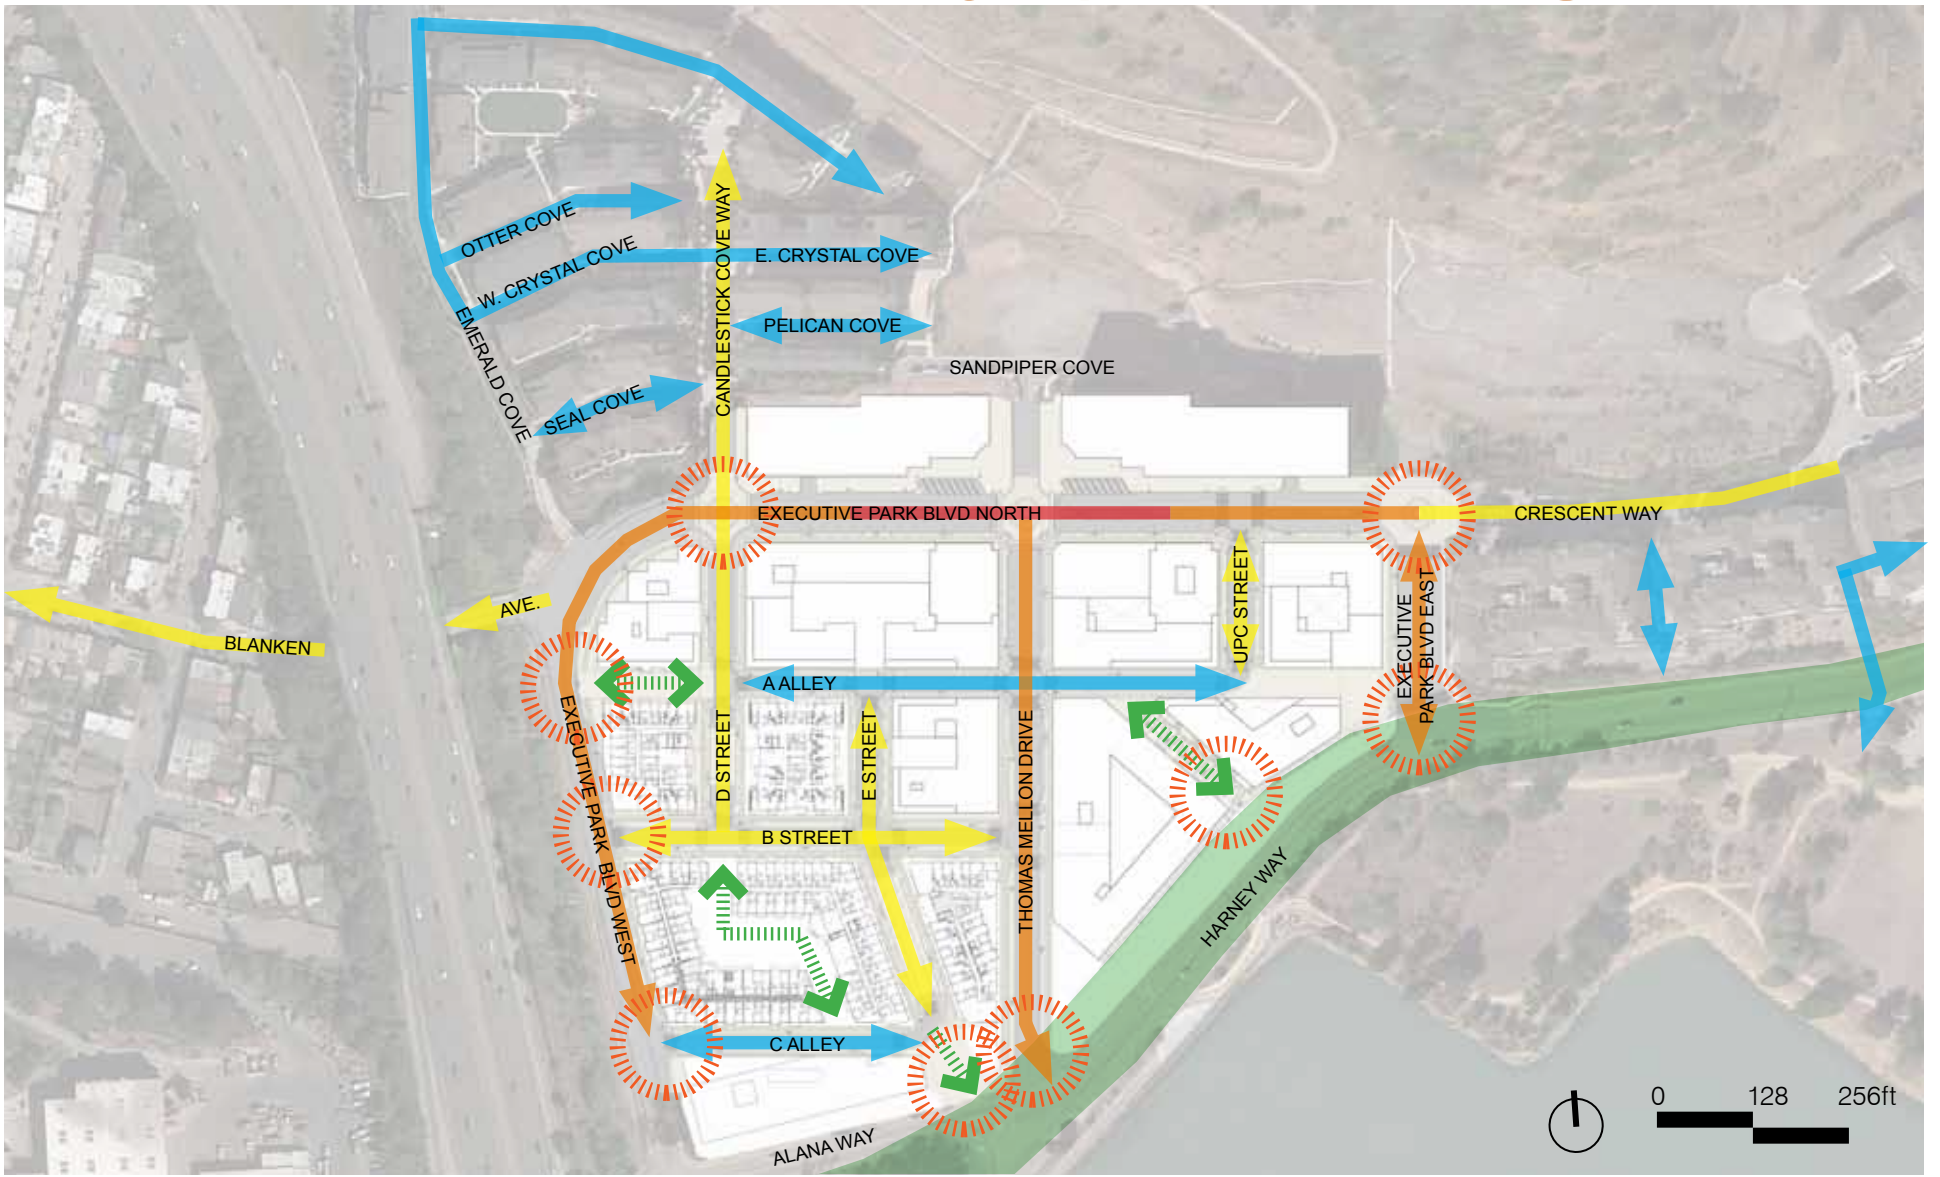 OTTER COVE
W. CRYSTAL COVE
E. CRYSTAL COVE
CANDLESTICK COVE WAY
EMERALD COVE
PELICAN COVE
SANDPIPER COVE
SEAL COVE
EXECUTIVE PARK BLVD NORTH
CRESCENT WAY
AVE.
BLANKEN
UPC STREET
EXECUTIVE
PARK BLVD EAST
A ALLEY
EXECUTIVE PARK BLVD WEST
D STREET
E STREET
THOMAS MELLON DRIVE
B STREET
HARNEY WAY
C ALLEY
ALANA WAY
0 128 256ft